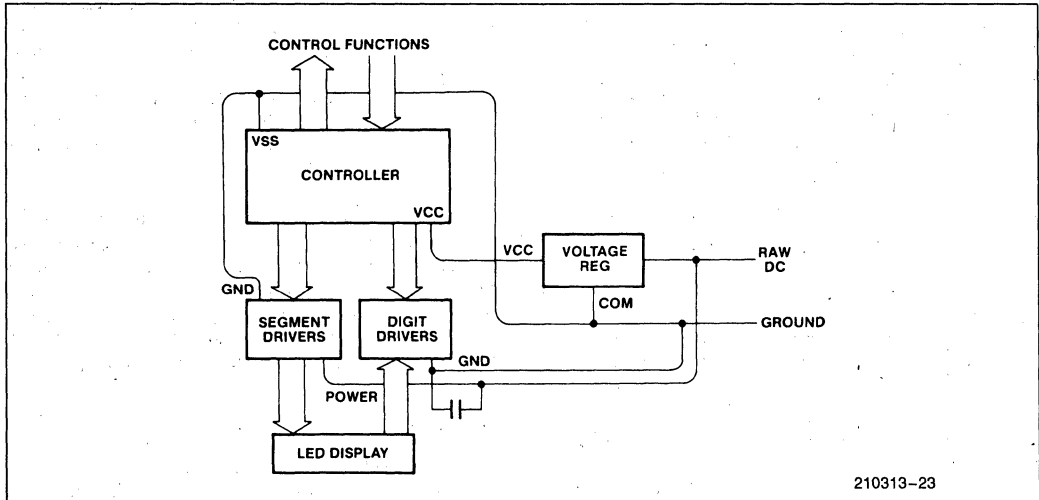 CONTROL FUNCTIONS
VSS
CONTROLLER
VCC
VCC
VOLTAGE
REG
RAW
DC
COM
GND
GROUND
SEGMENT
DRIVERS
DIGIT
DRIVERS
GND
POWER
LED DISPLAY
210313-23